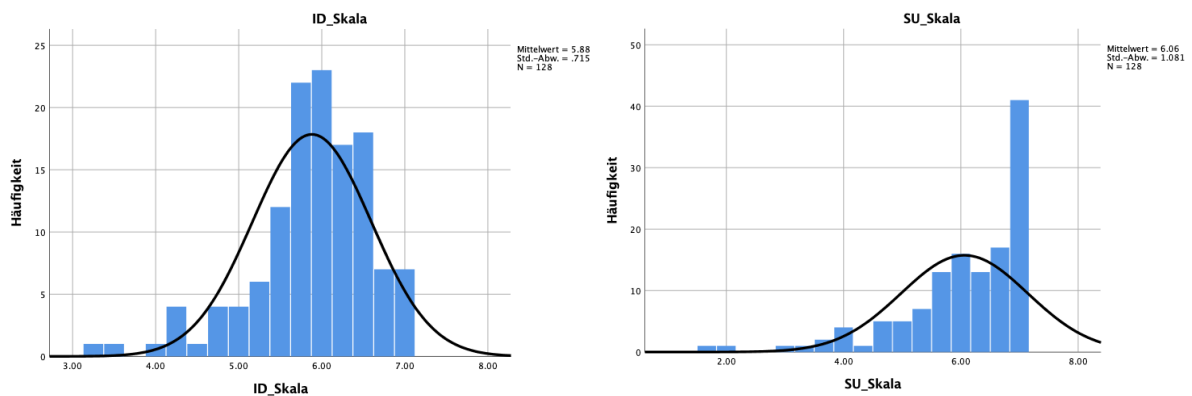 ID_Skala
25
20
15
10
5
0
Häufigkeit
3.00 4.00 5.00 6.00 7.00 8.00
ID_Skala
Mittelwert = 5.88
Std.-Abw. = .715
N = 128
SU_Skala
50
40
30
20
10
0
Häufigkeit
2.00 4.00 6.00 8.00
SU_Skala
Mittelwert = 6.06
Std.-Abw. = 1.081
N = 128